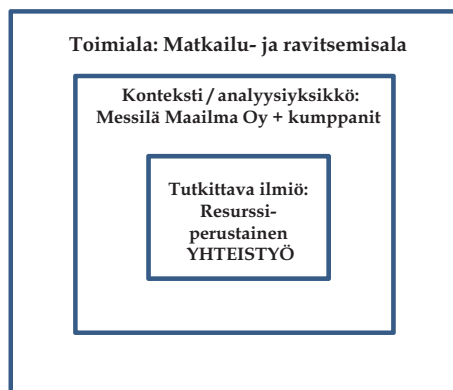 Toimiala: Matkailu- ja ravitsemisala
Konteksti / analyysiyksikkö:
Messilä Maailma Oy + kumppanit
Tutkittava ilmiö:
Resurssi-
perustainen
YHTEISTYÖ